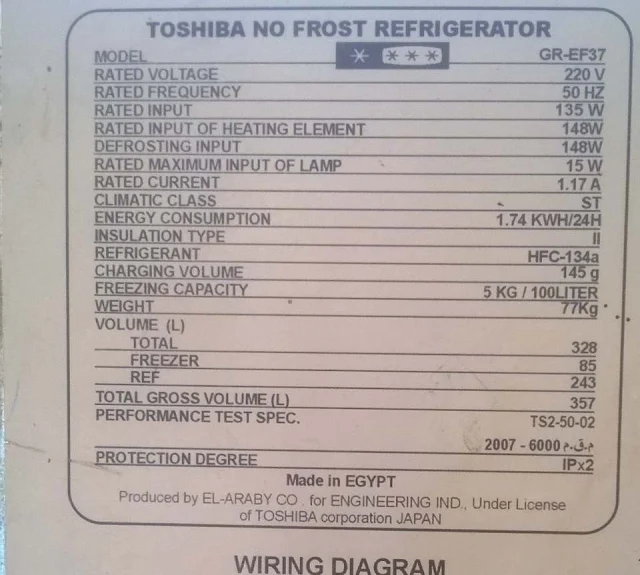 TOSHIBA NO FROST REFRIGERATOR
MODEL * *** GR-EF37
RATED VOLTAGE 220 V
RATED FREQUENCY 50 HZ
RATED INPUT 135 W
RATED INPUT OF HEATING ELEMENT 148W
DEFROSTING INPUT 148W
RATED MAXIMUM INPUT OF LAMP 15 W
RATED CURRENT 1.17 A
CLIMATIC CLASS ST
ENERGY CONSUMPTION 1.74 KWH/24H
INSULATION TYPE II
REFRIGERANT HFC-134a
CHARGING VOLUME 145 g
FREEZING CAPACITY 5 KG / 100LITER
WEIGHT 77Kg
VOLUME (L)
TOTAL 328
FREEZER 85
REF 243
TOTAL GROSS VOLUME (L) 357
PERFORMANCE TEST SPEC. TS2-50-02
م.ق.م 6000 - 2007
PROTECTION DEGREE IPx2
Made in EGYPT
Produced by EL-ARABY CO . for ENGINEERING IND., Under License
of TOSHIBA corporation JAPAN
WIRING DIAGRAM